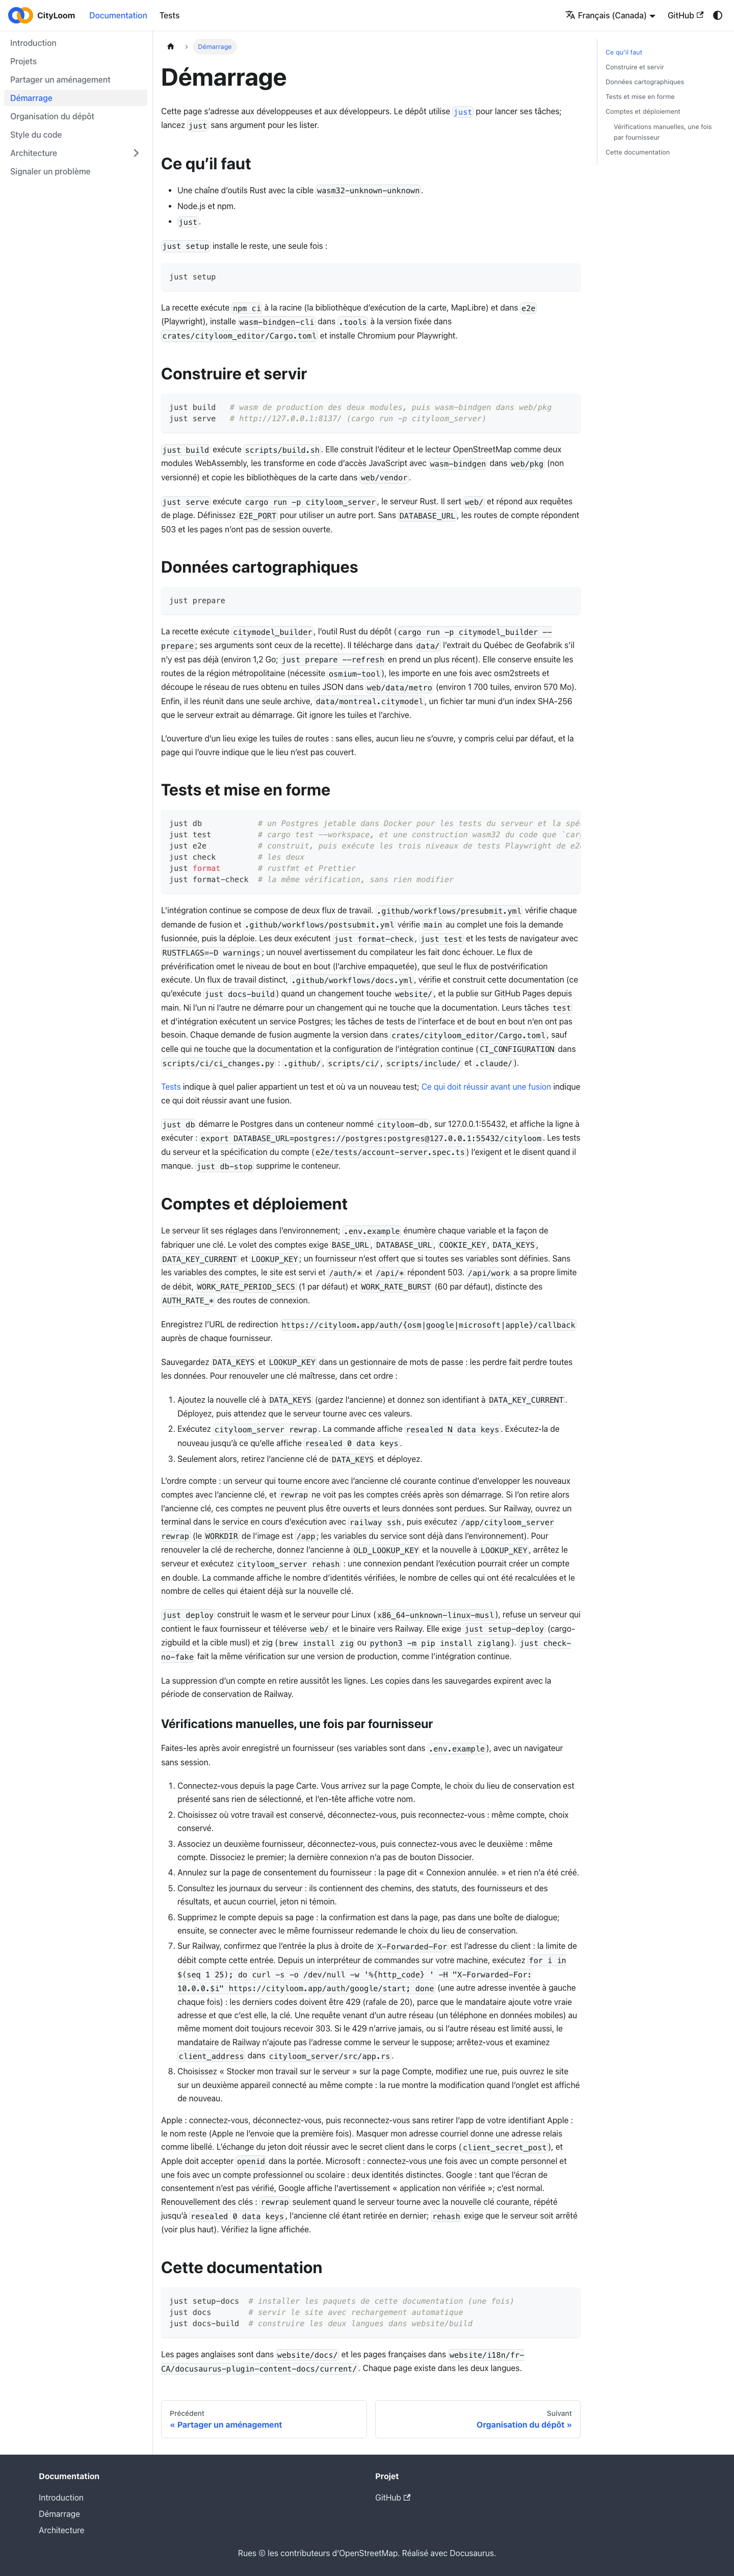 CityLoom
Documentation
Tests
Français (Canada)
GitHub
Introduction
Projets
Partager un aménagement
Démarrage
Organisation du dépôt
Style du code
Architecture
Signaler un problème
Démarrage
Démarrage
Cette page s’adresse aux développeuses et aux développeurs. Le dépôt utilise just pour lancer ses tâches;
lancez just sans argument pour les lister.
Ce qu’il faut
Une chaîne d’outils Rust avec la cible wasm32-unknown-unknown.
Node.js et npm.
just.
just setup installe le reste, une seule fois :
just setup
La recette exécute npm ci à la racine (la bibliothèque d’exécution de la carte, MapLibre) et dans e2e
(Playwright), installe wasm-bindgen-cli dans .tools à la version fixée dans
crates/cityloom_editor/Cargo.toml et installe Chromium pour Playwright.
Construire et servir
just build   # wasm de production des deux modules, puis wasm-bindgen dans web/pkg
just serve   # http://127.0.0.1:8137/ (cargo run -p cityloom_server)
just build exécute scripts/build.sh. Elle construit l’éditeur et le lecteur OpenStreetMap comme deux
modules WebAssembly, les transforme en code d’accès JavaScript avec wasm-bindgen dans web/pkg (non
versionné) et copie les bibliothèques de la carte dans web/vendor.
just serve exécute cargo run -p cityloom_server, le serveur Rust. Il sert web/ et répond aux requêtes
de plage. Définissez E2E_PORT pour utiliser un autre port. Sans DATABASE_URL, les routes de compte répondent
503 et les pages n’ont pas de session ouverte.
Données cartographiques
just prepare
La recette exécute citymodel_builder, l’outil Rust du dépôt (cargo run -p citymodel_builder --
prepare; ses arguments sont ceux de la recette). Il télécharge dans data/ l’extrait du Québec de Geofabrik s’il
n’y est pas déjà (environ 1,2 Go; just prepare --refresh en prend un plus récent). Elle conserve ensuite les
routes de la région métropolitaine (nécessite osmium-tool), les importe en une fois avec osm2streets et
découpe le réseau de rues obtenu en tuiles JSON dans web/data/metro (environ 1 700 tuiles, environ 570 Mo).
Enfin, il les réunit dans une seule archive, data/montreal.citymodel, un fichier tar muni d’un index SHA-256
que le serveur extrait au démarrage. Git ignore les tuiles et l’archive.
L’ouverture d’un lieu exige les tuiles de routes : sans elles, aucun lieu ne s’ouvre, y compris celui par défaut, et la
page qui l’ouvre indique que le lieu n’est pas couvert.
Tests et mise en forme
just db            # un Postgres jetable dans Docker pour les tests du serveur et la spé
just test          # cargo test --workspace, et une construction wasm32 du code que `car
just e2e           # construit, puis exécute les trois niveaux de tests Playwright de e2
just check         # les deux
just format        # rustfmt et Prettier
just format-check  # la même vérification, sans rien modifier
L’intégration continue se compose de deux flux de travail. .github/workflows/presubmit.yml vérifie chaque
demande de fusion et .github/workflows/postsubmit.yml vérifie main au complet une fois la demande
fusionnée, puis la déploie. Les deux exécutent just format-check, just test et les tests de navigateur avec
RUSTFLAGS=-D warnings; un nouvel avertissement du compilateur les fait donc échouer. Le flux de
prévérification omet le niveau de bout en bout (l’archive empaquetée), que seul le flux de postvérification
exécute. Un flux de travail distinct, .github/workflows/docs.yml, vérifie et construit cette documentation (ce
qu’exécute just docs-build) quand un changement touche website/, et la publie sur GitHub Pages depuis
main. Ni l’un ni l’autre ne démarre pour un changement qui ne touche que la documentation. Leurs tâches test
et d’intégration exécutent un service Postgres; les tâches de tests de l’interface et de bout en bout n’en ont pas
besoin. Chaque demande de fusion augmente la version dans crates/cityloom_editor/Cargo.toml, sauf
celle qui ne touche que la documentation et la configuration de l’intégration continue (CI_CONFIGURATION dans
scripts/ci/ci_changes.py : .github/, scripts/ci/, scripts/include/ et .claude/).
Tests indique à quel palier appartient un test et où va un nouveau test; Ce qui doit réussir avant une fusion indique
ce qui doit réussir avant une fusion.
just db démarre le Postgres dans un conteneur nommé cityloom-db, sur 127.0.0.1:55432, et affiche la ligne à
exécuter : export DATABASE_URL=postgres://postgres:postgres@127.0.0.1:55432/cityloom. Les tests
du serveur et la spécification du compte (e2e/tests/account-server.spec.ts) l’exigent et le disent quand il
manque. just db-stop supprime le conteneur.
Comptes et déploiement
Le serveur lit ses réglages dans l’environnement; .env.example énumère chaque variable et la façon de
fabriquer une clé. Le volet des comptes exige BASE_URL, DATABASE_URL, COOKIE_KEY, DATA_KEYS,
DATA_KEY_CURRENT et LOOKUP_KEY; un fournisseur n’est offert que si toutes ses variables sont définies. Sans
les variables des comptes, le site est servi et /auth/* et /api/* répondent 503. /api/work a sa propre limite
de débit, WORK_RATE_PERIOD_SECS (1 par défaut) et WORK_RATE_BURST (60 par défaut), distincte des
AUTH_RATE_* des routes de connexion.
Enregistrez l’URL de redirection https://cityloom.app/auth/{osm|google|microsoft|apple}/callback
auprès de chaque fournisseur.
Sauvegardez DATA_KEYS et LOOKUP_KEY dans un gestionnaire de mots de passe : les perdre fait perdre toutes
les données. Pour renouveler une clé maîtresse, dans cet ordre :
1. Ajoutez la nouvelle clé à DATA_KEYS (gardez l’ancienne) et donnez son identifiant à DATA_KEY_CURRENT.
Déployez, puis attendez que le serveur tourne avec ces valeurs.
2. Exécutez cityloom_server rewrap. La commande affiche resealed N data keys. Exécutez-la de
nouveau jusqu’à ce qu’elle affiche resealed 0 data keys.
3. Seulement alors, retirez l’ancienne clé de DATA_KEYS et déployez.
L’ordre compte : un serveur qui tourne encore avec l’ancienne clé courante continue d’envelopper les nouveaux
comptes avec l’ancienne clé, et rewrap ne voit pas les comptes créés après son démarrage. Si l’on retire alors
l’ancienne clé, ces comptes ne peuvent plus être ouverts et leurs données sont perdues. Sur Railway, ouvrez un
terminal dans le service en cours d’exécution avec railway ssh, puis exécutez /app/cityloom_server
rewrap (le WORKDIR de l’image est /app; les variables du service sont déjà dans l’environnement). Pour
renouveler la clé de recherche, donnez l’ancienne à OLD_LOOKUP_KEY et la nouvelle à LOOKUP_KEY, arrêtez le
serveur et exécutez cityloom_server rehash : une connexion pendant l’exécution pourrait créer un compte
en double. La commande affiche le nombre d’identités vérifiées, le nombre de celles qui ont été recalculées et le
nombre de celles qui étaient déjà sur la nouvelle clé.
just deploy construit le wasm et le serveur pour Linux (x86_64-unknown-linux-musl), refuse un serveur qui
contient le faux fournisseur et téléverse web/ et le binaire vers Railway. Elle exige just setup-deploy (cargo-
zigbuild et la cible musl) et zig (brew install zig ou python3 -m pip install ziglang). just check-
no-fake fait la même vérification sur une version de production, comme l’intégration continue.
La suppression d’un compte en retire aussitôt les lignes. Les copies dans les sauvegardes expirent avec la
période de conservation de Railway.
Vérifications manuelles, une fois par fournisseur
Faites-les après avoir enregistré un fournisseur (ses variables sont dans .env.example), avec un navigateur
sans session.
1. Connectez-vous depuis la page Carte. Vous arrivez sur la page Compte, le choix du lieu de conservation est
présenté sans rien de sélectionné, et l’en-tête affiche votre nom.
2. Choisissez où votre travail est conservé, déconnectez-vous, puis reconnectez-vous : même compte, choix
conservé.
3. Associez un deuxième fournisseur, déconnectez-vous, puis connectez-vous avec le deuxième : même
compte. Dissociez le premier; la dernière connexion n’a pas de bouton Dissocier.
4. Annulez sur la page de consentement du fournisseur : la page dit « Connexion annulée. » et rien n’a été créé.
5. Consultez les journaux du serveur : ils contiennent des chemins, des statuts, des fournisseurs et des
résultats, et aucun courriel, jeton ni témoin.
6. Supprimez le compte depuis sa page : la confirmation est dans la page, pas dans une boîte de dialogue;
ensuite, se connecter avec le même fournisseur redemande le choix du lieu de conservation.
7. Sur Railway, confirmez que l’entrée la plus à droite de X-Forwarded-For est l’adresse du client : la limite de
débit compte cette entrée. Depuis un interpréteur de commandes sur votre machine, exécutez for i in
$(seq 1 25); do curl -s -o /dev/null -w '%{http_code} ' -H "X-Forwarded-For:
10.0.0.$i" https://cityloom.app/auth/google/start; done (une autre adresse inventée à gauche
chaque fois) : les derniers codes doivent être 429 (rafale de 20), parce que le mandataire ajoute votre vraie
adresse et que c’est elle, la clé. Une requête venant d’un autre réseau (un téléphone en données mobiles) au
même moment doit toujours recevoir 303. Si le 429 n’arrive jamais, ou si l’autre réseau est limité aussi, le
mandataire de Railway n’ajoute pas l’adresse comme le serveur le suppose; arrêtez-vous et examinez
client_address dans cityloom_server/src/app.rs.
8. Choisissez « Stocker mon travail sur le serveur » sur la page Compte, modifiez une rue, puis ouvrez le site
sur un deuxième appareil connecté au même compte : la rue montre la modification quand l’onglet est affiché
de nouveau.
Apple : connectez-vous, déconnectez-vous, puis reconnectez-vous sans retirer l’app de votre identifiant Apple :
le nom reste (Apple ne l’envoie que la première fois). Masquer mon adresse courriel donne une adresse relais
comme libellé. L’échange du jeton doit réussir avec le secret client dans le corps (client_secret_post), et
Apple doit accepter openid dans la portée. Microsoft : connectez-vous une fois avec un compte personnel et
une fois avec un compte professionnel ou scolaire : deux identités distinctes. Google : tant que l’écran de
consentement n’est pas vérifié, Google affiche l’avertissement « application non vérifiée »; c’est normal.
Renouvellement des clés : rewrap seulement quand le serveur tourne avec la nouvelle clé courante, répété
jusqu’à resealed 0 data keys, l’ancienne clé étant retirée en dernier; rehash exige que le serveur soit arrêté
(voir plus haut). Vérifiez la ligne affichée.
Cette documentation
just setup-docs  # installer les paquets de cette documentation (une fois)
just docs        # servir le site avec rechargement automatique
just docs-build  # construire les deux langues dans website/build
Les pages anglaises sont dans website/docs/ et les pages françaises dans website/i18n/fr-
CA/docusaurus-plugin-content-docs/current/. Chaque page existe dans les deux langues.
Précédent
« Partager un aménagement
Suivant
Organisation du dépôt »
Ce qu’il faut
Construire et servir
Données cartographiques
Tests et mise en forme
Comptes et déploiement
Vérifications manuelles, une fois
par fournisseur
Cette documentation
Documentation
Introduction
Démarrage
Architecture
Projet
GitHub
Rues © les contributeurs d’OpenStreetMap. Réalisé avec Docusaurus.